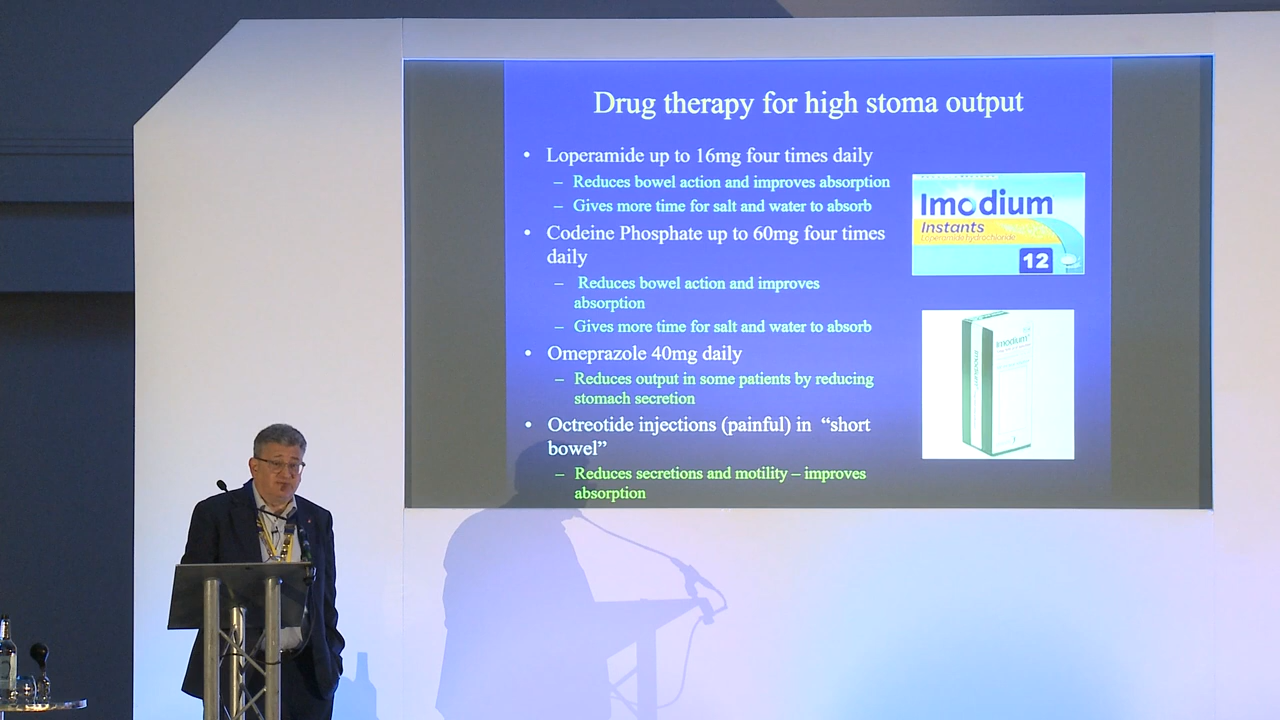 Drug therapy for high stoma output
• Loperamide up to 16mg four times daily
– Reduces bowel action and improves absorption
– Gives more time for salt and water to absorb
• Codeine Phosphate up to 60mg four times
daily
– Reduces bowel action and improves
absorption
– Gives more time for salt and water to absorb
• Omeprazole 40mg daily
– Reduces output in some patients by reducing
stomach secretion
• Octreotide injections (painful) in “short
bowel”
– Reduces secretions and motility – improves
absorption
Imodium
Instants
Loperamide hydrochloride
12
Imodium